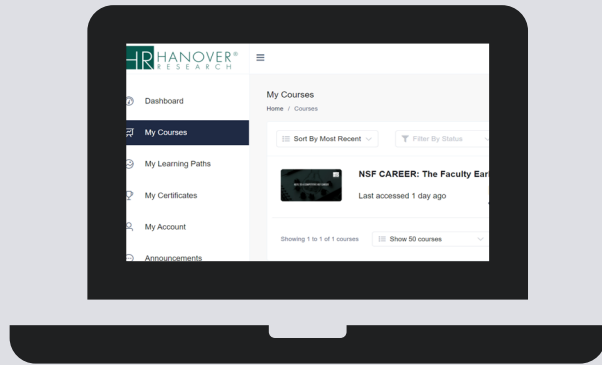 HR HANOVER®
RESEARCH
Dashboard
My Courses
My Learning Paths
My Certificates
My Account
Announcements
My Courses
Home / Courses
Sort By Most Recent
Filter By Status
NSF CAREER: The Faculty Earl
Last accessed 1 day ago
Showing 1 to 1 of 1 courses
Show 50 courses